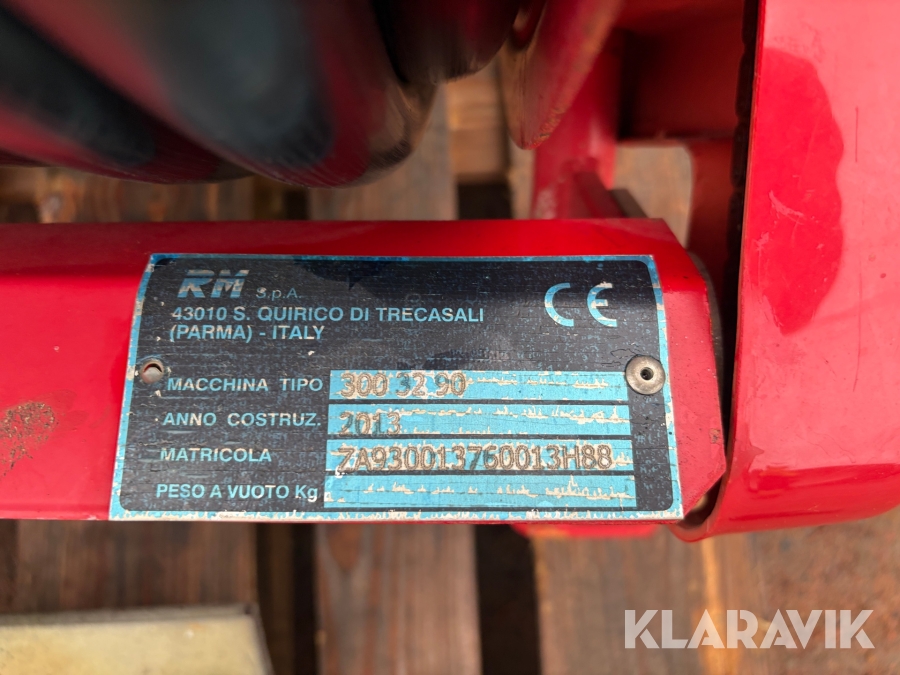 RM S.p.A.
43010 S. QUIRICO DI TRECASALI
(PARMA) - ITALY
CE
MACCHINA TIPO 300 32 90
ANNO COSTRUZ. 2013
MATRICOLA ZA930013760013H88
PESO A VUOTO Kg
KLARAVIK